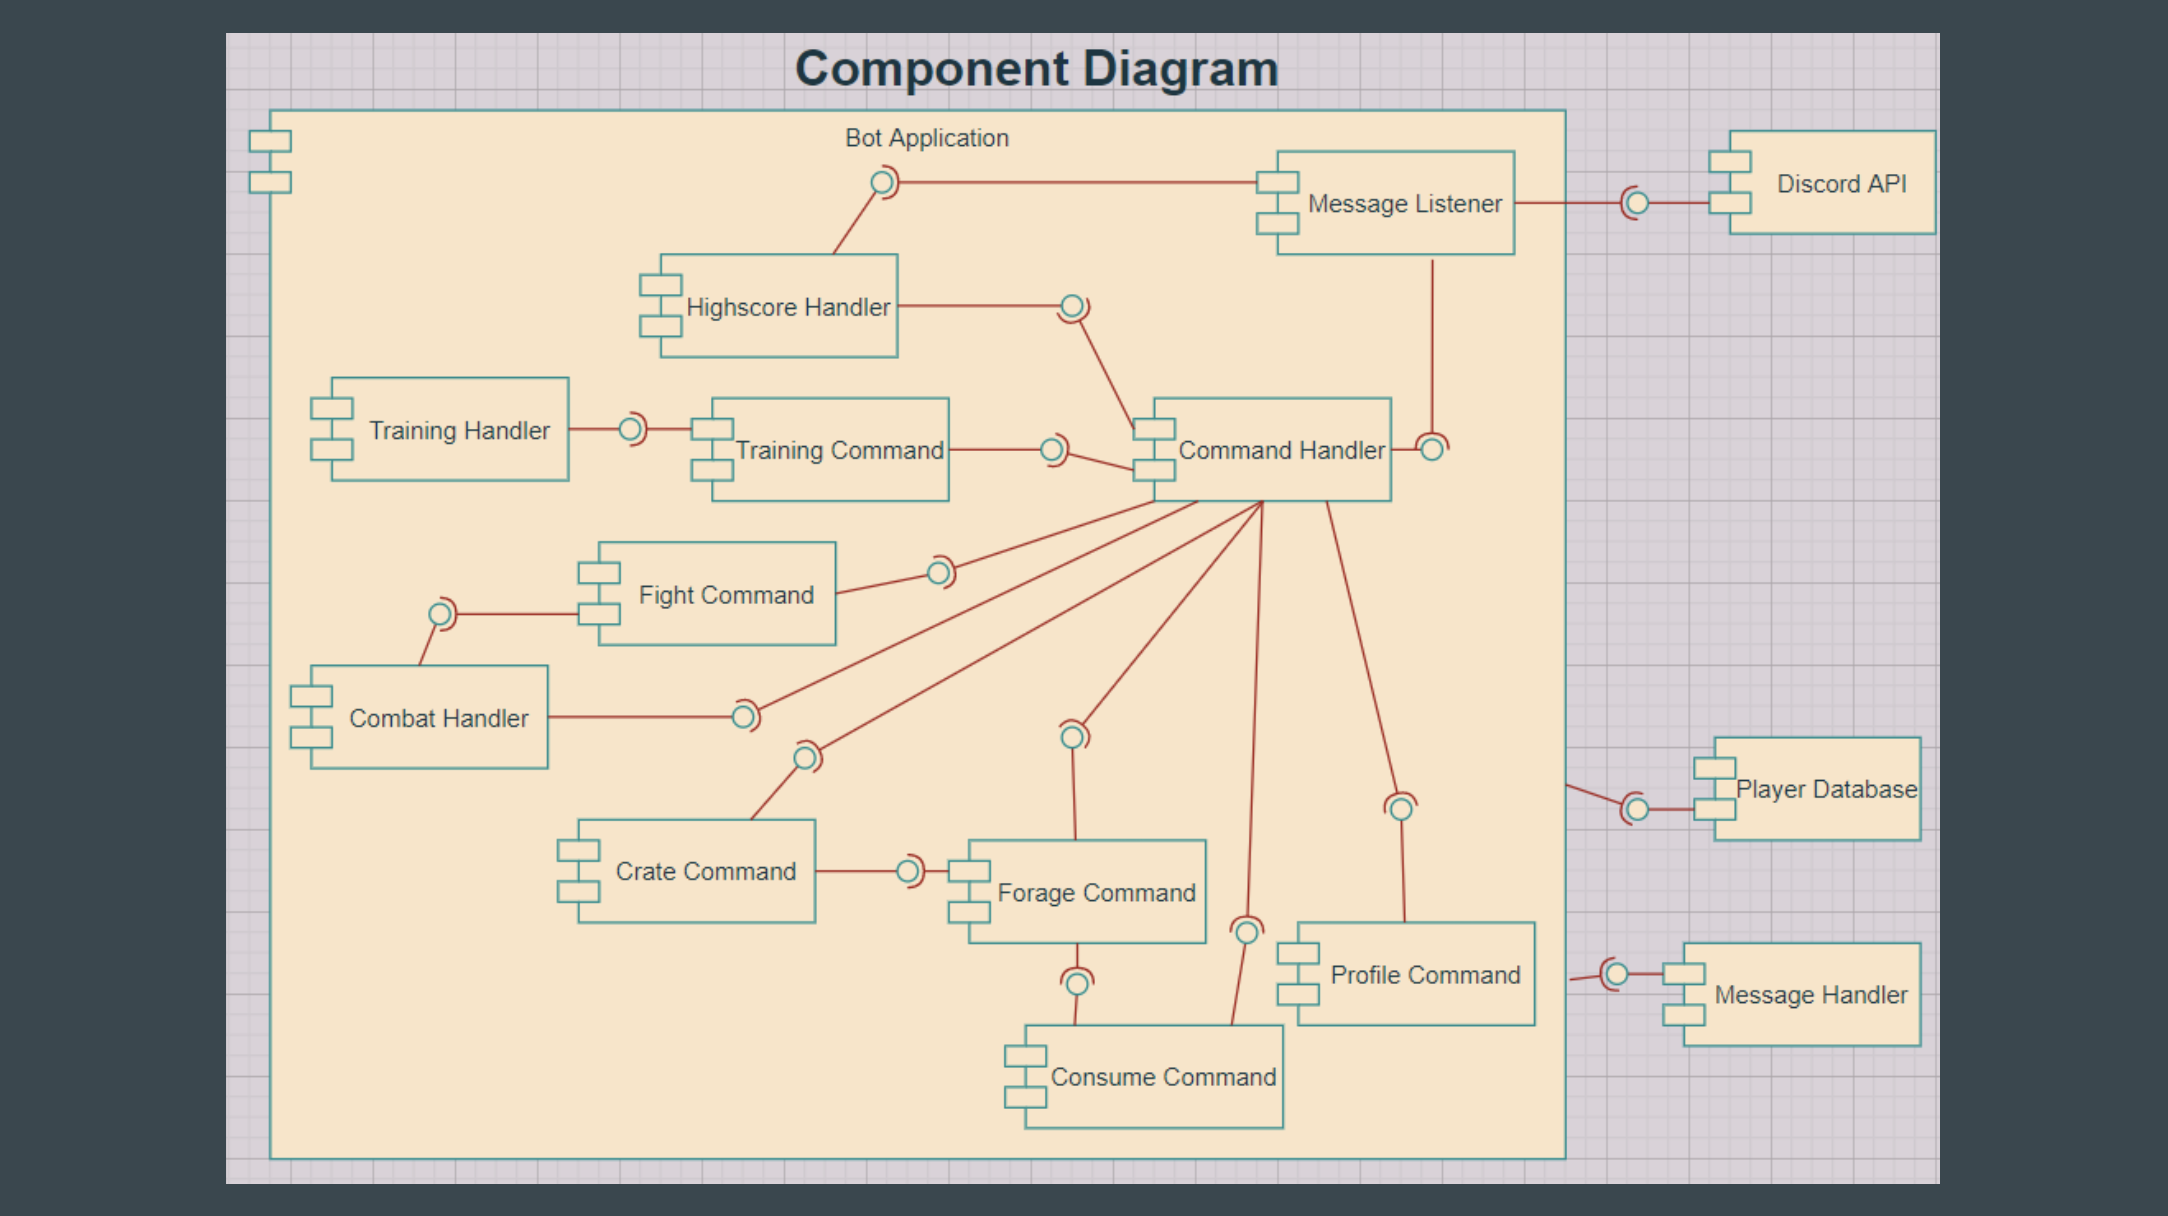 Component Diagram
Bot Application
Discord API
Message Listener
Highscore Handler
Training Handler
Training Command
Command Handler
Fight Command
Combat Handler
Player Database
Crate Command
Forage Command
Profile Command
Message Handler
Consume Command